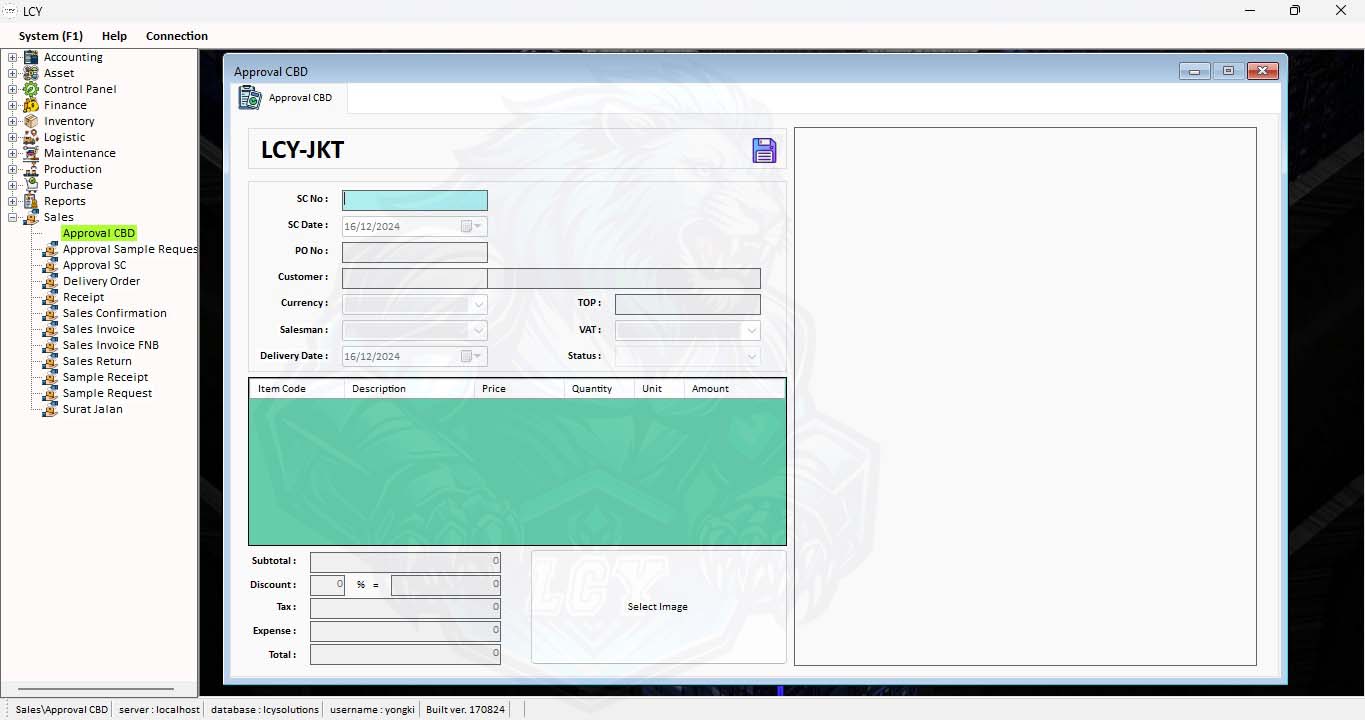 LCY
System (F1) Help Connection
Accounting
Asset
Control Panel
Finance
Inventory
Logistic
Maintenance
Production
Purchase
Reports
Sales
Approval CBD
Approval Sample Reques
Approval SC
Delivery Order
Receipt
Sales Confirmation
Sales Invoice
Sales Invoice FNB
Sales Return
Sample Receipt
Sample Request
Surat Jalan
Approval CBD
Approval CBD
LCY-JKT
SC No :
SC Date : 16/12/2024
PO No :
Customer :
Currency : TOP :
Salesman : VAT :
Delivery Date : 16/12/2024 Status :
Item Code Description Price Quantity Unit Amount
Subtotal : 0
Discount : 0 % = 0
Tax : 0
Expense : 0
Total : 0
LCY
Select Image
Sales\Approval CBD server : localhost database : lcysolutions username : yongki Built ver. 170824